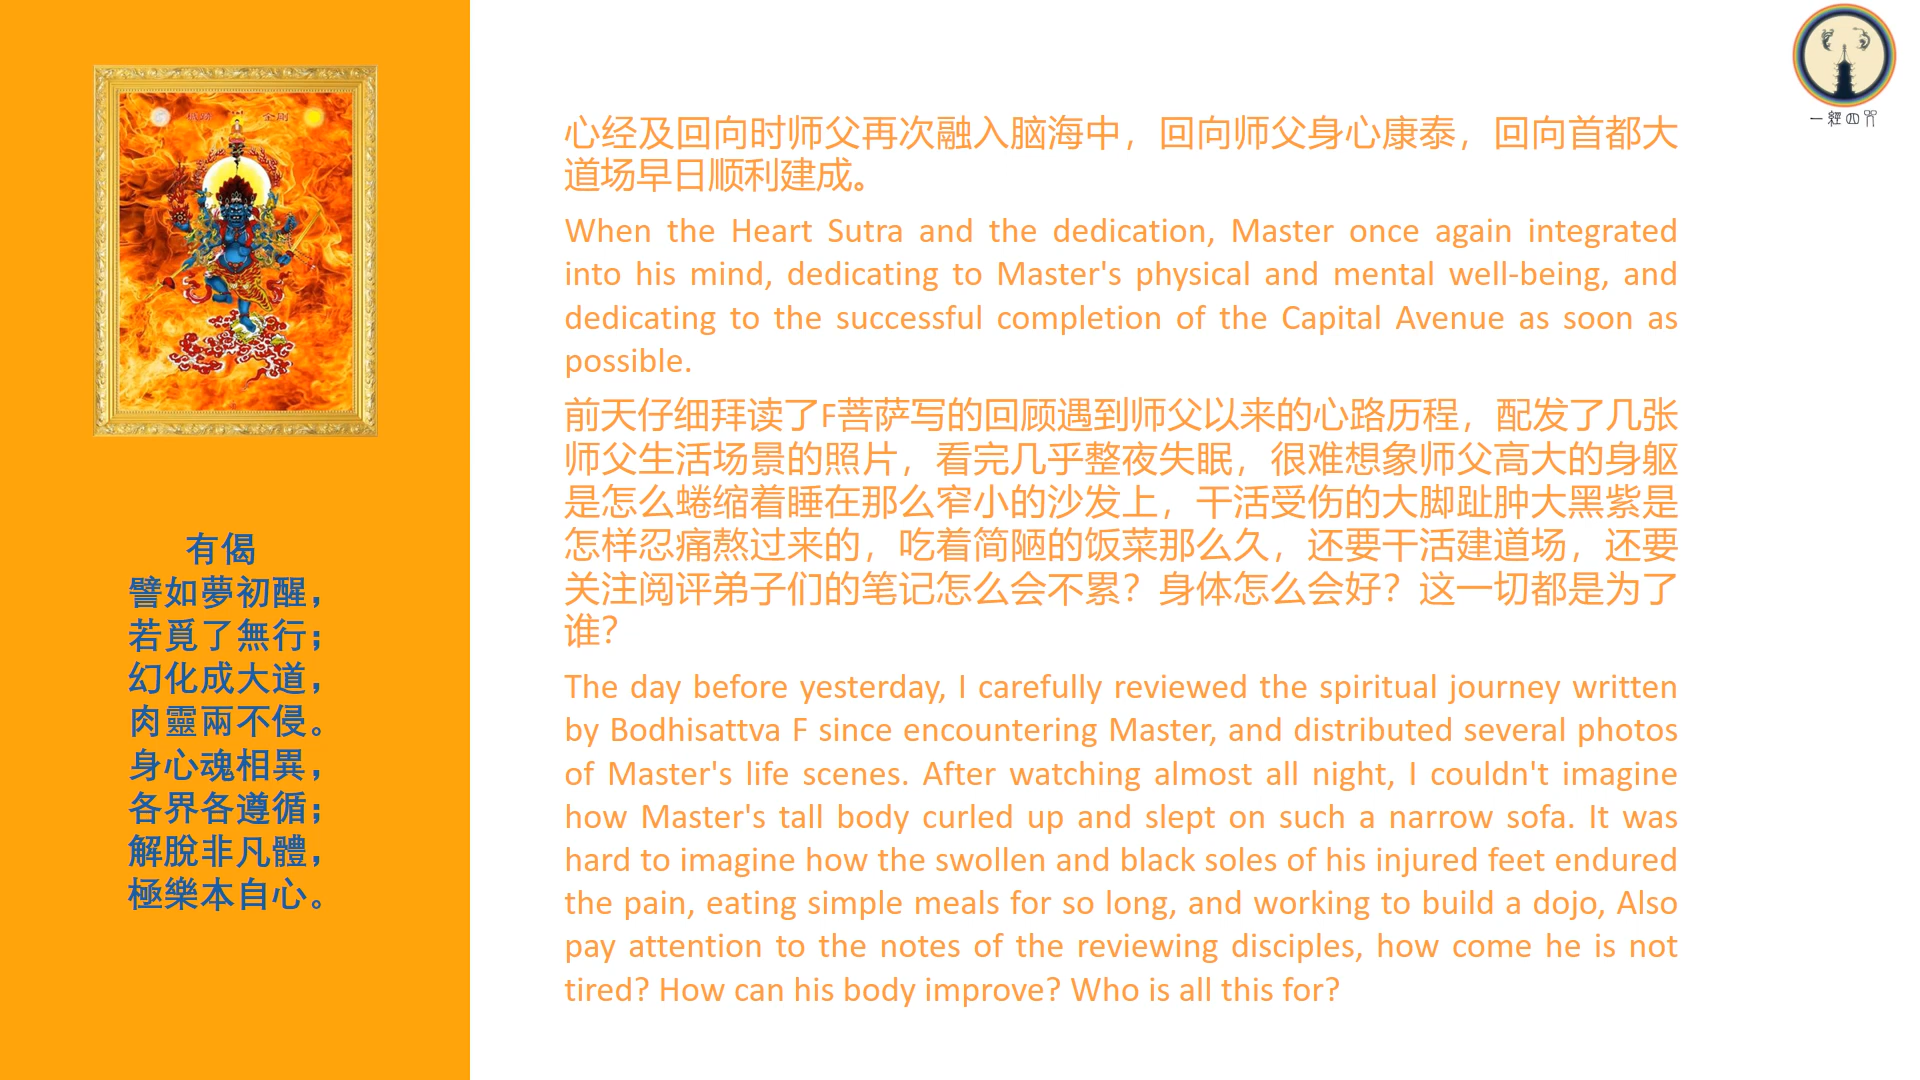 有偈
譬如夢初醒，
若覓了無行；
幻化成大道，
肉靈兩不侵。
身心魂相異，
各界各遵循；
解脫非凡體，
極樂本自心。
心经及回向时师父再次融入脑海中，回向师父身心康泰，回向首都大
道场早日顺利建成。
When the Heart Sutra and the dedication, Master once again integrated
into his mind, dedicating to Master's physical and mental well-being, and
dedicating to the successful completion of the Capital Avenue as soon as
possible.
前天仔细拜读了F菩萨写的回顾遇到师父以来的心路历程，配发了几张
师父生活场景的照片，看完几乎整夜失眠，很难想象师父高大的身躯
是怎么蜷缩着睡在那么窄小的沙发上，干活受伤的大脚趾肿大黑紫是
怎样忍痛熬过来的，吃着简陋的饭菜那么久，还要干活建道场，还要
关注阅评弟子们的笔记怎么会不累？身体怎么会好？这一切都是为了
谁？
The day before yesterday, I carefully reviewed the spiritual journey written
by Bodhisattva F since encountering Master, and distributed several photos
of Master's life scenes. After watching almost all night, I couldn't imagine
how Master's tall body curled up and slept on such a narrow sofa. It was
hard to imagine how the swollen and black soles of his injured feet endured
the pain, eating simple meals for so long, and working to build a dojo, Also
pay attention to the notes of the reviewing disciples, how come he is not
tired? How can his body improve? Who is all this for?
一經四咒